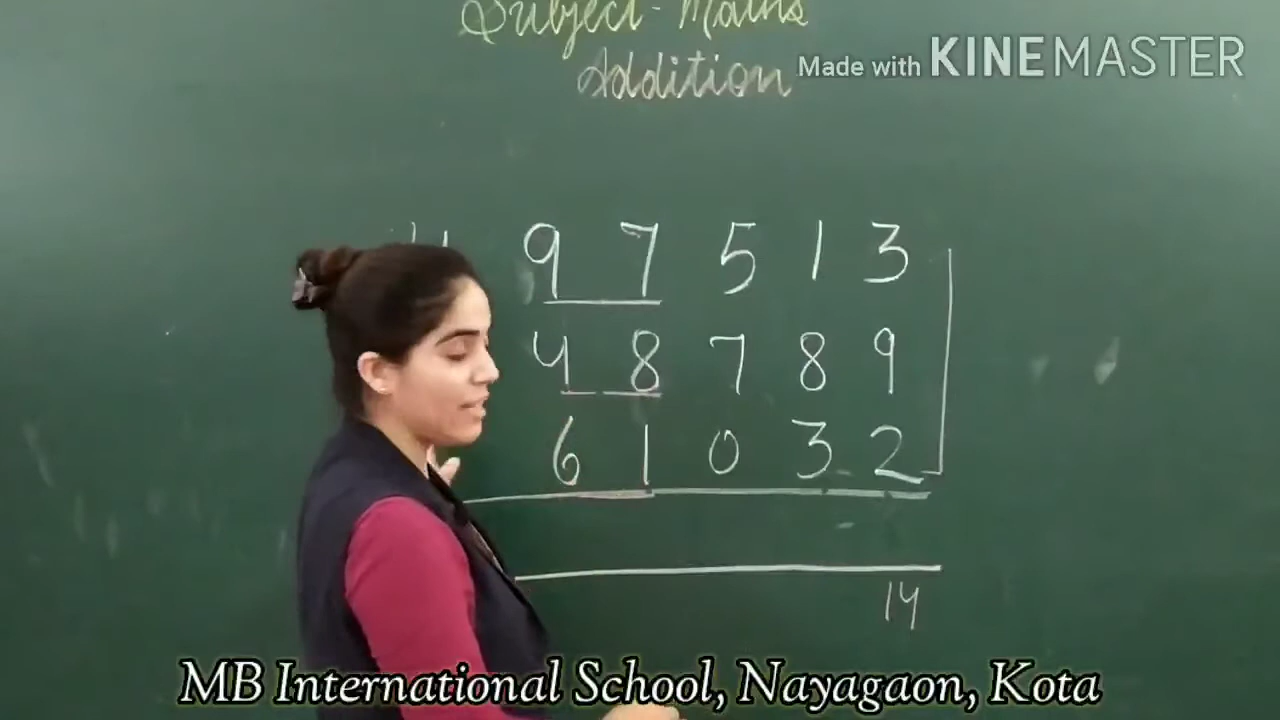 Subject - Maths
Addition
Made with KINEMASTER
9 7 5 1 3
4 8 7 8 9
6 1 0 3 2
14
MB International School, Nayagaon, Kota